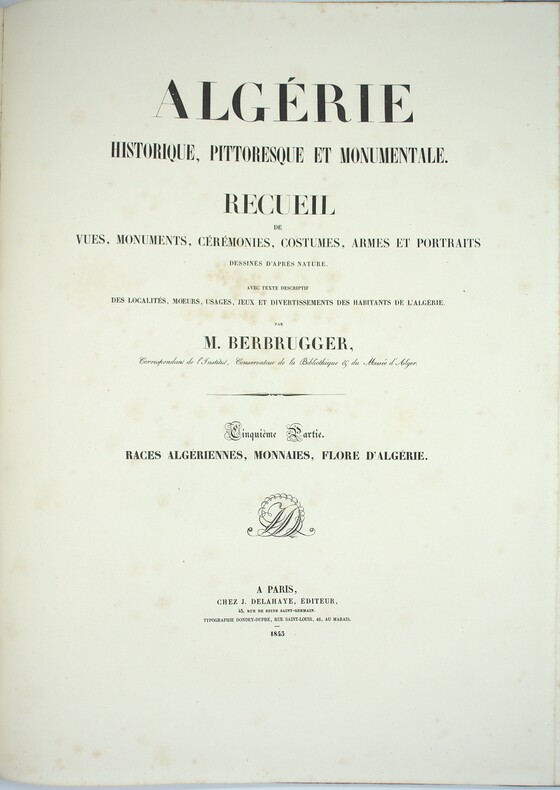 ALGÉRIE
HISTORIQUE, PITTORESQUE ET MONUMENTALE.
RECUEIL
DE
VUES, MONUMENTS, CÉRÉMONIES, COSTUMES, ARMES ET PORTRAITS
DESSINÉS D'APRÈS NATURE,
AVEC TEXTE DESCRIPTIF
DES LOCALITÉS, MŒURS, USAGES, JEUX ET DIVERTISSEMENTS DES HABITANTS DE L'ALGÉRIE.
PAR
M. BERBRUGGER,
Correspondant de l'Institut, Conservateur de la Bibliothèque & du Musée d'Alger.
Cinquième Partie.
RACES ALGÉRIENNES, MONNAIES, FLORE D'ALGÉRIE.
A PARIS,
CHEZ J. DELAHAYE, ÉDITEUR,
45, RUE DE SEINE SAINT-GERMAIN.
TYPOGRAPHIE DONDEY-DUPRÉ, RUE SAINT-LOUIS, 46, AU MARAIS.
1843